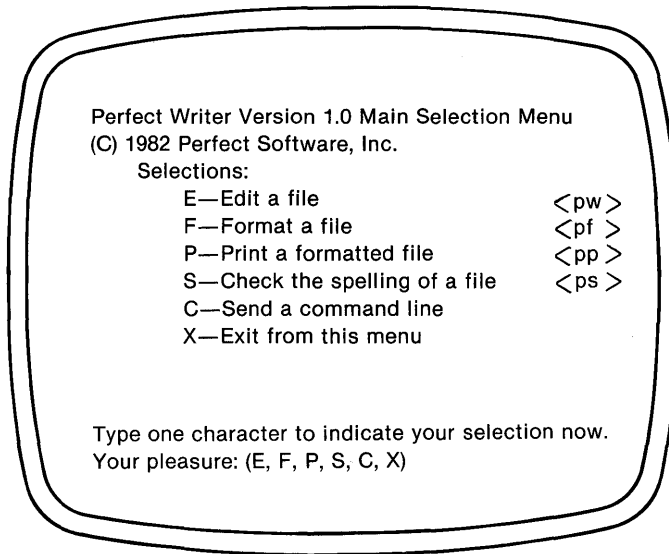 Perfect Writer Version 1.0 Main Selection Menu
(C) 1982 Perfect Software, Inc.
Selections:
E—Edit a file <pw>
F—Format a file <pf >
P—Print a formatted file <pp >
S—Check the spelling of a file <ps >
C—Send a command line
X—Exit from this menu
Type one character to indicate your selection now.
Your pleasure: (E, F, P, S, C, X)